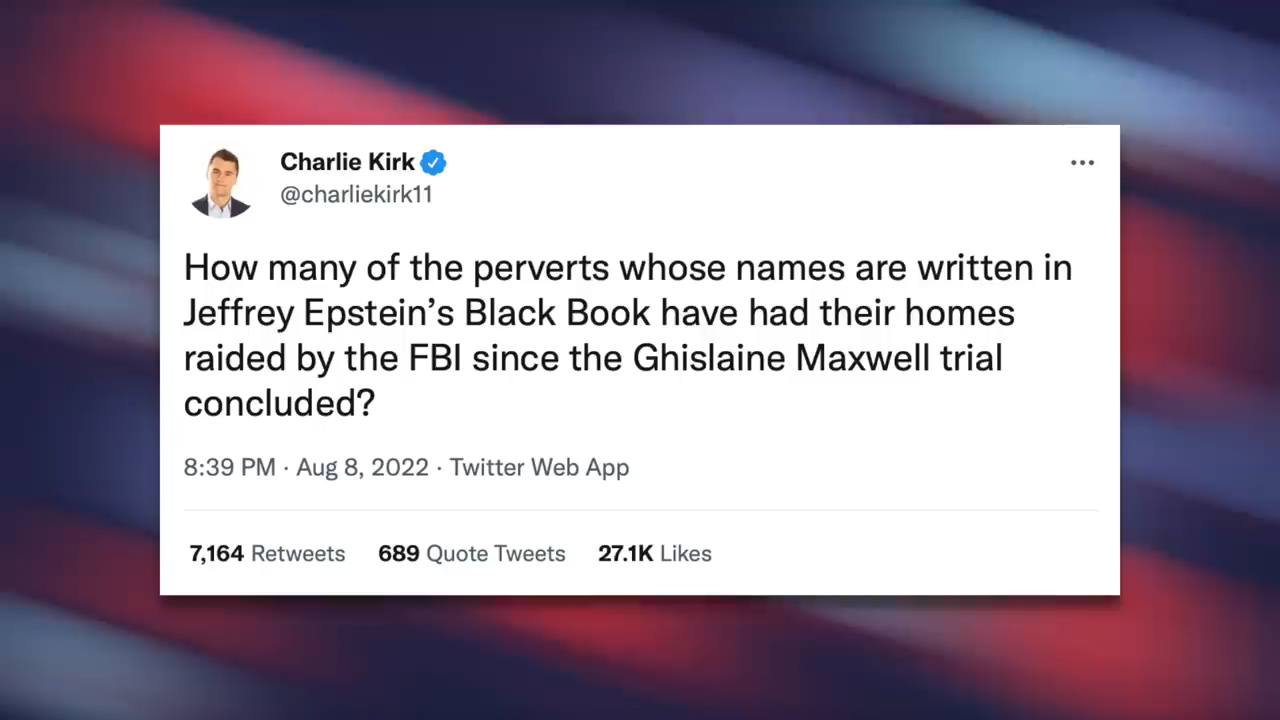 Charlie Kirk
@charliekirk11
How many of the perverts whose names are written in
Jeffrey Epstein’s Black Book have had their homes
raided by the FBI since the Ghislaine Maxwell trial
concluded?
8:39 PM · Aug 8, 2022 · Twitter Web App
7,164 Retweets 689 Quote Tweets 27.1K Likes